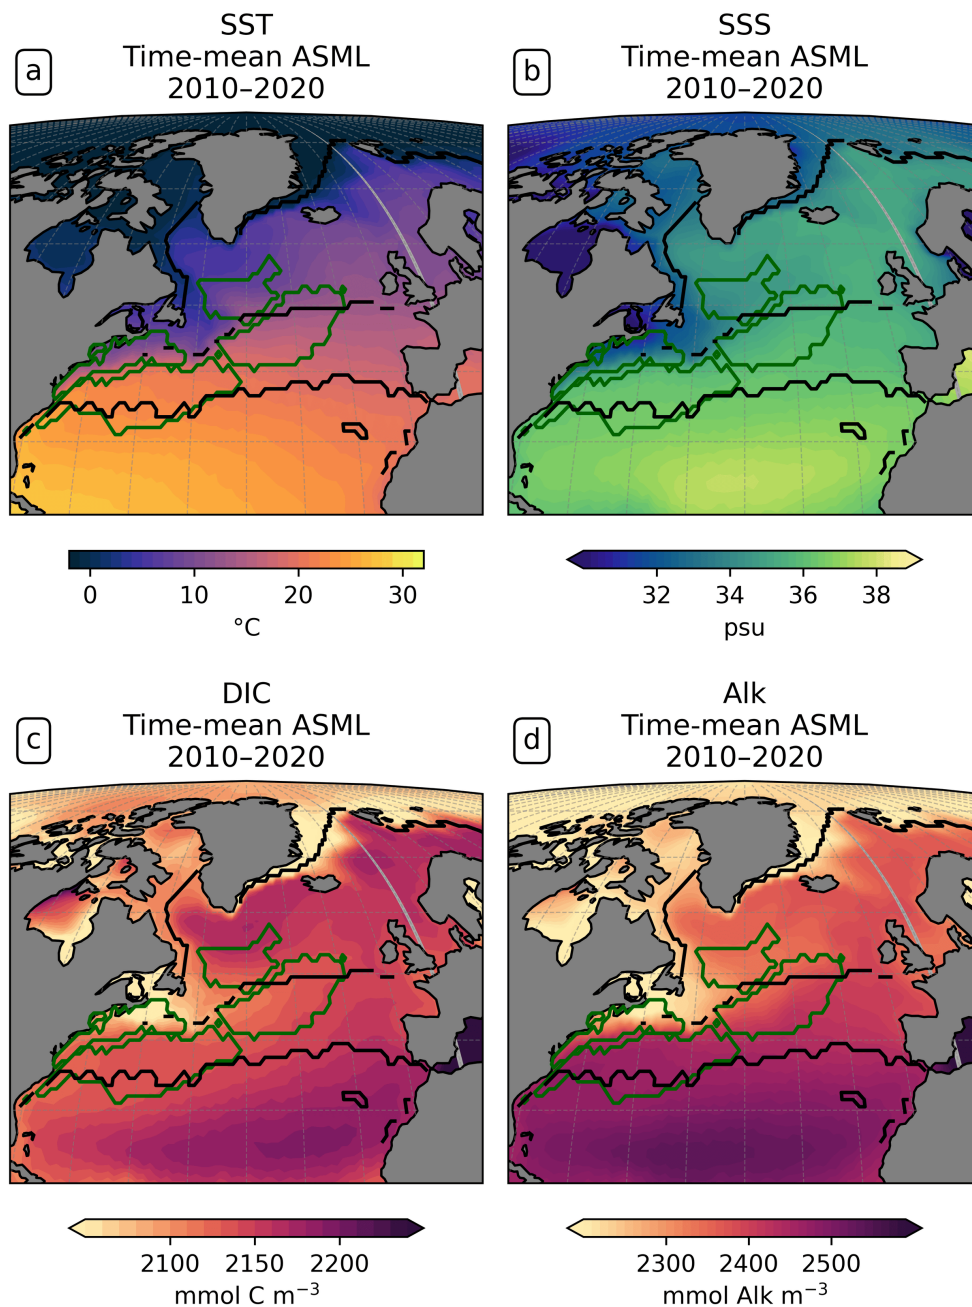 SST
Time-mean ASML
2010–2020
a
0 10 20 30
°C
SSS
Time-mean ASML
2010–2020
b
32 34 36 38
psu
DIC
Time-mean ASML
2010–2020
c
2100 2150 2200
mmol C m⁻³
Alk
Time-mean ASML
2010–2020
d
2300 2400 2500
mmol Alk m⁻³